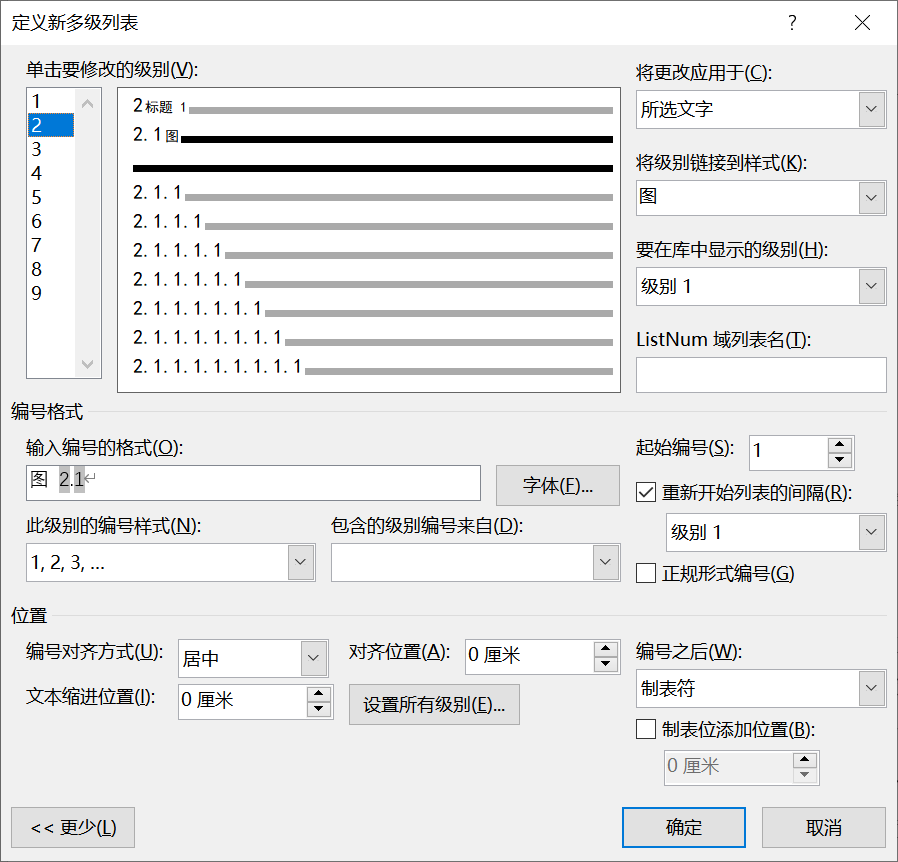 定义新多级列表
单击要修改的级别(V):
1
2
3
4
5
6
7
8
9
2标题 1
2.1图
2.1.1
2.1.1.1
2.1.1.1.1
2.1.1.1.1.1
2.1.1.1.1.1.1
2.1.1.1.1.1.1.1
2.1.1.1.1.1.1.1.1
将更改应用于(C):
所选文字
将级别链接到样式(K):
图
要在库中显示的级别(H):
级别 1
ListNum 域列表名(T):
编号格式
输入编号的格式(O):
图 2.1
字体(F)...
起始编号(S):
1
重新开始列表的间隔(R):
级别 1
此级别的编号样式(N):
1, 2, 3, ...
包含的级别编号来自(D):
正规形式编号(G)
位置
编号对齐方式(U):
居中
对齐位置(A):
0 厘米
文本缩进位置(I):
0 厘米
设置所有级别(E)...
编号之后(W):
制表符
制表位添加位置(B):
0 厘米
<< 更少(L)
确定
取消